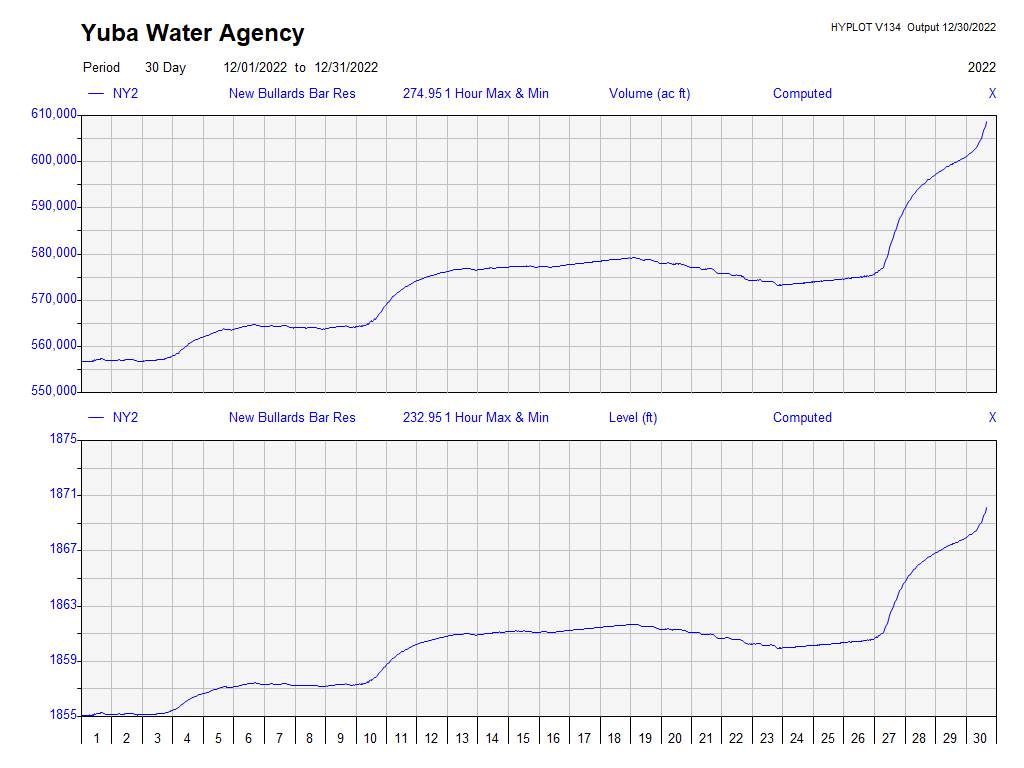 Yuba Water Agency
HYPLOT V134 Output 12/30/2022
Period 30 Day 12/01/2022 to 12/31/2022 2022
NY2 New Bullards Bar Res 274.95 1 Hour Max & Min Volume (ac ft) Computed X
610,000
600,000
590,000
580,000
570,000
560,000
550,000
NY2 New Bullards Bar Res 232.95 1 Hour Max & Min Level (ft) Computed X
1875
1871
1867
1863
1859
1855
1 2 3 4 5 6 7 8 9 10 11 12 13 14 15 16 17 18 19 20 21 22 23 24 25 26 27 28 29 30